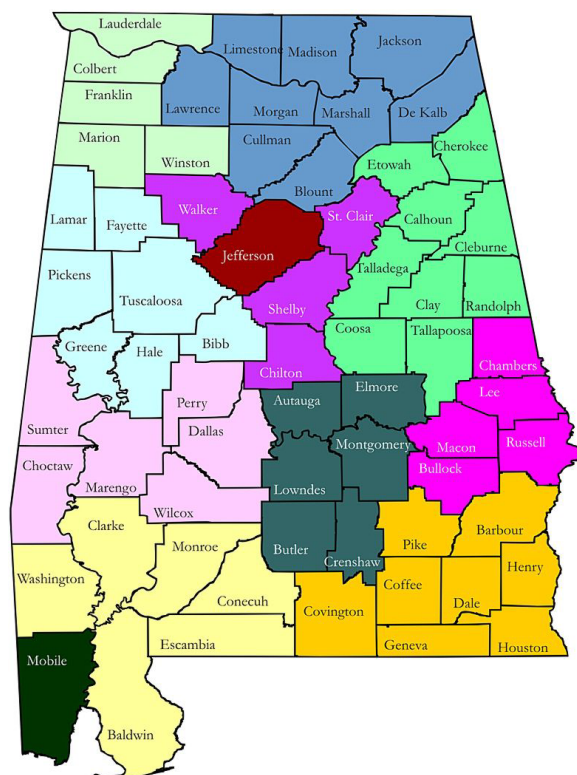 Lauderdale
Limestone
Madison
Jackson
Colbert
Franklin
Lawrence
Morgan
Marshall
De Kalb
Marion
Winston
Cullman
Cherokee
Etowah
Blount
Walker
St. Clair
Calhoun
Lamar
Fayette
Jefferson
Cleburne
Pickens
Talladega
Tuscaloosa
Shelby
Clay
Randolph
Greene
Hale
Bibb
Coosa
Tallapoosa
Chilton
Chambers
Perry
Autauga
Elmore
Lee
Sumter
Dallas
Montgomery
Macon
Russell
Choctaw
Marengo
Lowndes
Bullock
Wilcox
Clarke
Monroe
Butler
Pike
Barbour
Crenshaw
Washington
Conecuh
Covington
Coffee
Dale
Henry
Escambia
Geneva
Houston
Mobile
Baldwin